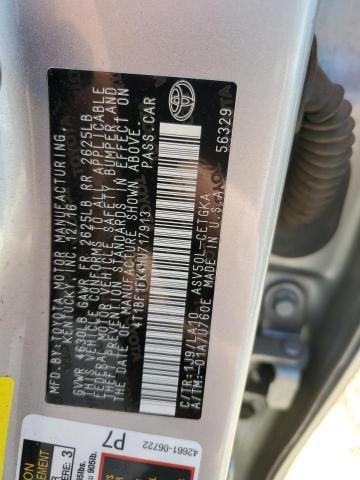 MFD.BY:TOYOTA MOTOR MANUFACTURING,
KENTUCKY,INC. 12/16
GVWR 4630LB GAWR FR 2625LB RR 2625LB
THIS VEHICLE CONFORMS TO ALL APPLICABLE
FEDERAL MOTOR VEHICLE SAFETY BUMPER AND
THEFT PREVENTION STANDARDS IN EFFECT ON
THE DATE OF MANUFACTURE SHOWN ABOVE.
PASS.CAR
C/TR:1J9/LA10 ASV50L-CETGKA
A/TM:-01A/U760E MADE IN U.S.A.
56329
P7
42661-06722
905lb
3